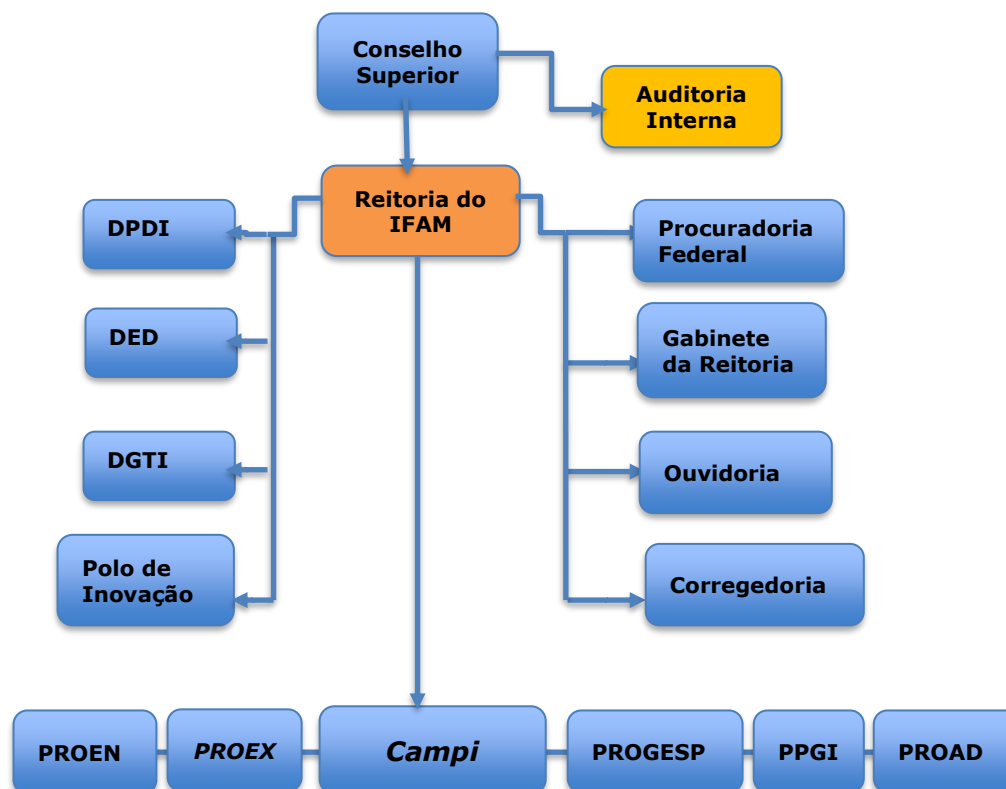 Conselho
Superior
Auditoria
Interna
Reitoria do
IFAM
DPDI
Procuradoria
Federal
DED
Gabinete
da Reitoria
DGTI
Ouvidoria
Polo de
Inovação
Corregedoria
PROEN
PROEX
Campi
PROGESP
PPGI
PROAD